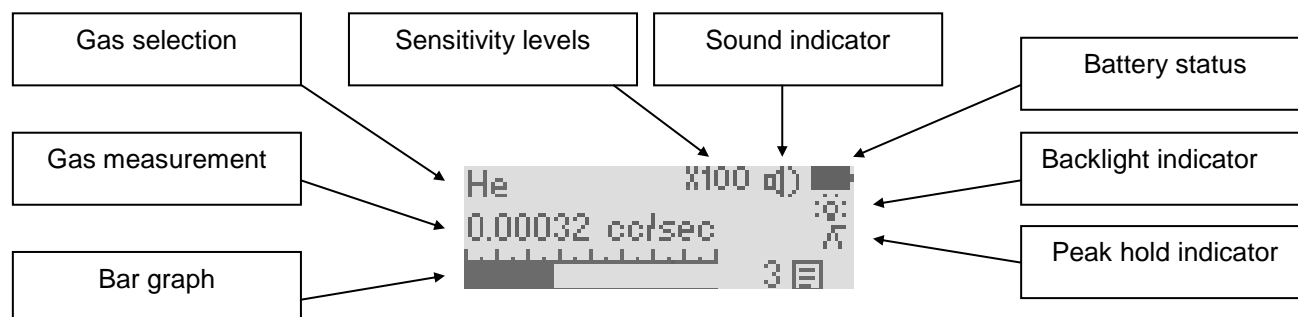 Gas selection
Sensitivity levels
Sound indicator
Battery status
Gas measurement
Backlight indicator
He
X100
0.00032 cc/sec
Peak hold indicator
Bar graph
3